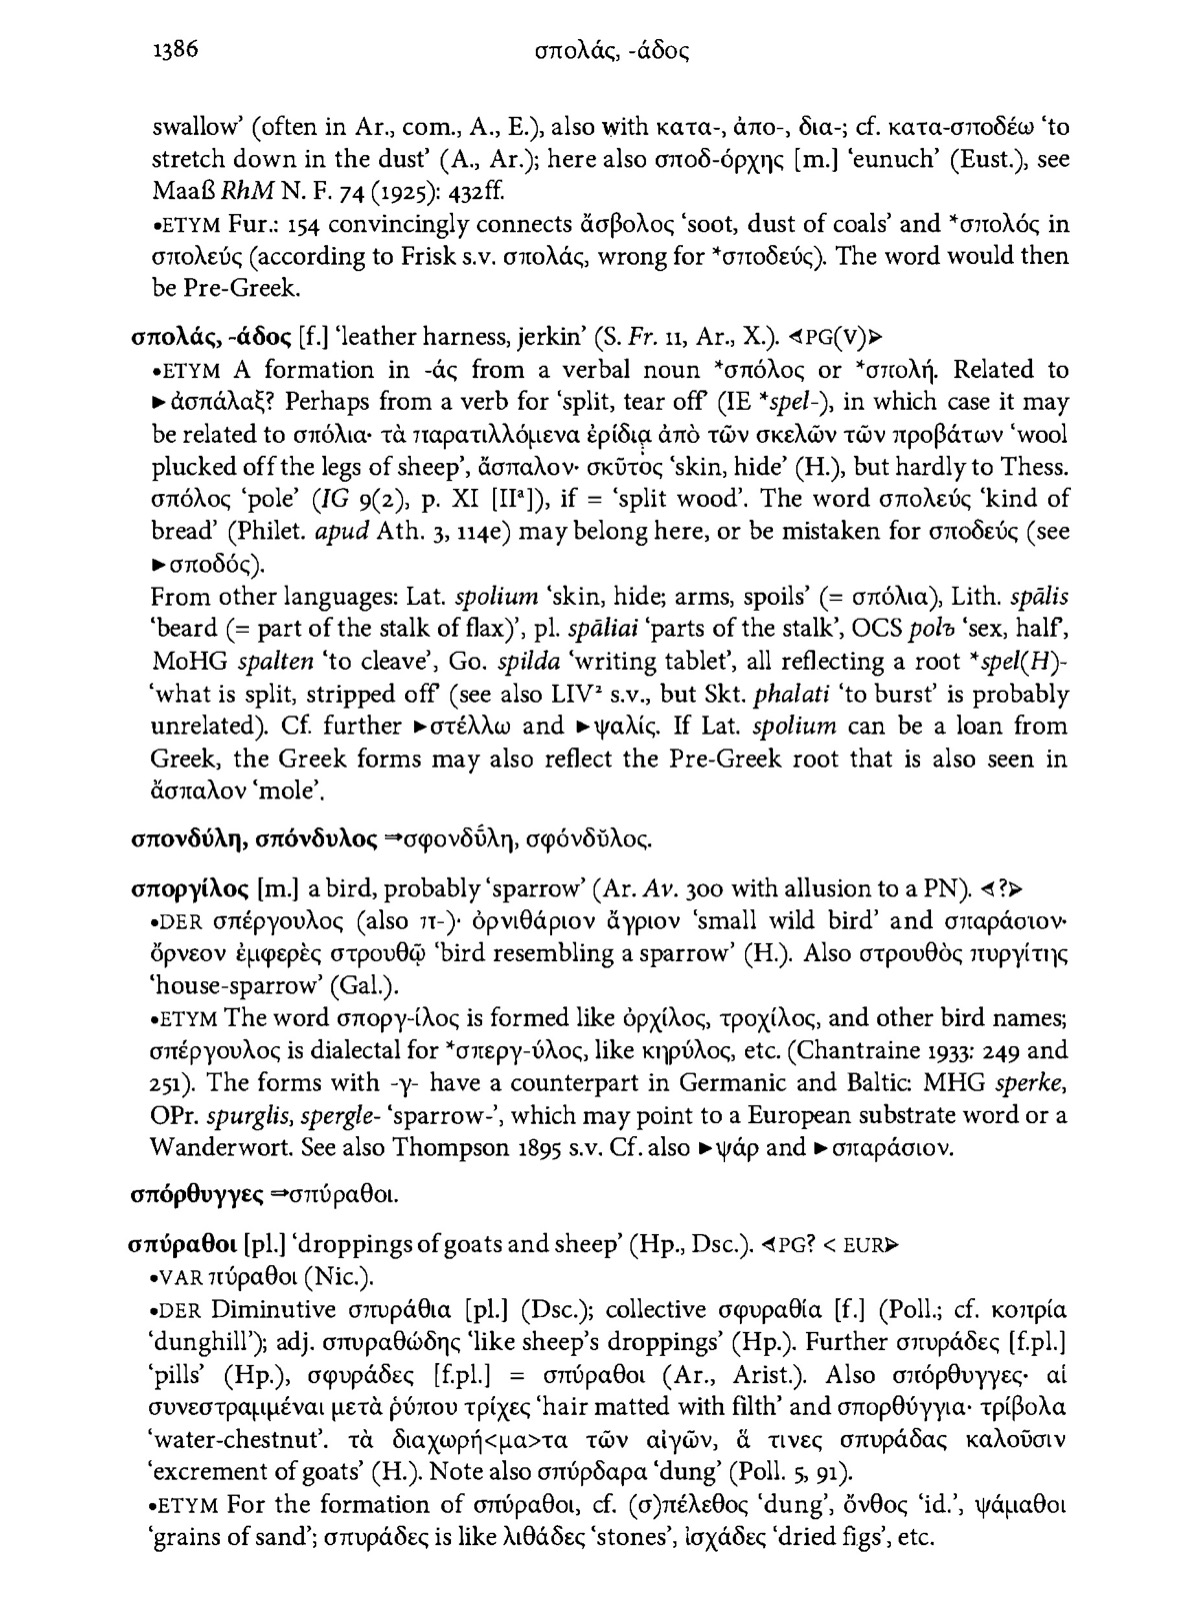 1386
σπολάς, -άδος
swallow’ (often in Ar., com., A., E.), also with κατα-, ἀπο-, δια-; cf. κατα-σποδέω ‘to
stretch down in the dust’ (A., Ar.); here also σποδ-όρχης [m.] ‘eunuch’ (Eust.), see
Maaß RhM N. F. 74 (1925): 432ff.
•ETYM Fur.: 154 convincingly connects ἄσβολος ‘soot, dust of coals’ and *σπολός in
σπολεύς (according to Frisk s.v. σπολάς, wrong for *σποδεύς). The word would then
be Pre-Greek.
σπολάς, -άδος [f.] ‘leather harness, jerkin’ (S. Fr. 11, Ar., X.). ⊲PG(V)⊳
•ETYM A formation in -άς from a verbal noun *σπόλος or *σπολή. Related to
►ἀσπάλαξ? Perhaps from a verb for ‘split, tear off’ (IE *spel-), in which case it may
be related to σπόλια· τὰ παρατιλλόμενα ἐρίδια ἀπὸ τῶν σκελῶν τῶν προβάτων ‘wool
plucked off the legs of sheep’, ἄσπαλον· σκῦτος ‘skin, hide’ (H.), but hardly to Thess.
σπόλος ‘pole’ (IG 9(2), p. XI [IIᵃ]), if = ‘split wood’. The word σπολεύς ‘kind of
bread’ (Philet. apud Ath. 3, 114e) may belong here, or be mistaken for σποδεύς (see
►σποδός).
From other languages: Lat. spolium ‘skin, hide; arms, spoils’ (= σπόλια), Lith. spãlis
‘beard (= part of the stalk of flax)’, pl. spãliai ‘parts of the stalk’, OCS polъ ‘sex, half’,
MoHG spalten ‘to cleave’, Go. spilda ‘writing tablet’, all reflecting a root *spel(H)-
‘what is split, stripped off’ (see also LIV² s.v., but Skt. phalati ‘to burst’ is probably
unrelated). Cf. further ►στέλλω and ►ψαλίς. If Lat. spolium can be a loan from
Greek, the Greek forms may also reflect the Pre-Greek root that is also seen in
ἄσπαλον ‘mole’.
σπονδύλη, σπόνδυλος ⇒σφονδῡ́λη, σφόνδῠλος.
σποργίλος [m.] a bird, probably ‘sparrow’ (Ar. Av. 300 with allusion to a PN). ⊲?⊳
•DER σπέργουλος (also π-)· ὀρνιθάριον ἄγριον ‘small wild bird’ and σπαράσιον·
ὄρνεον ἐμφερὲς στρουθῷ ‘bird resembling a sparrow’ (H.). Also στρουθὸς πυργίτης
‘house-sparrow’ (Gal.).
•ETYM The word σποργ-ίλος is formed like ὀρχίλος, τροχίλος, and other bird names;
σπέργουλος is dialectal for *σπεργ-ύλος, like κηρύλος, etc. (Chantraine 1933: 249 and
251). The forms with -γ- have a counterpart in Germanic and Baltic: MHG sperke,
OPr. spurglis, spergle- ‘sparrow-’, which may point to a European substrate word or a
Wanderwort. See also Thompson 1895 s.v. Cf. also ►ψάρ and ►σπαράσιον.
σπόρθυγγες ⇒σπύραθοι.
σπύραθοι [pl.] ‘droppings of goats and sheep’ (Hp., Dsc.). ⊲PG? < EUR⊳
•VAR πύραθοι (Nic.).
•DER Diminutive σπυράθια [pl.] (Dsc.); collective σφυραθία [f.] (Poll.; cf. κοπρία
‘dunghill’); adj. σπυραθώδης ‘like sheep’s droppings’ (Hp.). Further σπυράδες [f.pl.]
‘pills’ (Hp.), σφυράδες [f.pl.] = σπύραθοι (Ar., Arist.). Also σπόρθυγγες· αἱ
συνεστραμμέναι μετὰ ῥύπου τρίχες ‘hair matted with filth’ and σπορθύγγια· τρίβολα
‘water-chestnut’. τὰ διαχωρή<μα>τα τῶν αἰγῶν, ἅ τινες σπυράδας καλοῦσιν
‘excrement of goats’ (H.). Note also σπύρδαρα ‘dung’ (Poll. 5, 91).
•ETYM For the formation of σπύραθοι, cf. (σ)πέλεθος ‘dung’, ὄνθος ‘id.’, ψάμαθοι
‘grains of sand’; σπυράδες is like λιθάδες ‘stones’, ἰσχάδες ‘dried figs’, etc.